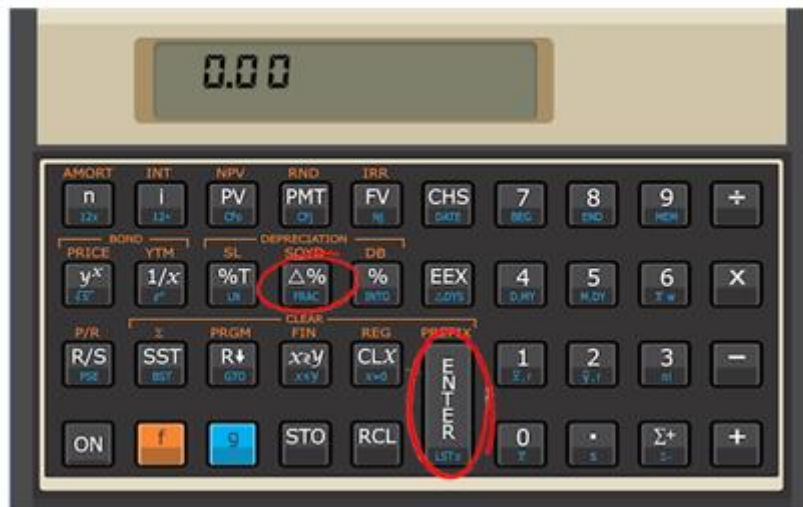 0.00
AMORT INT NPV RND IRR
n i PV PMT FV CHS 7 8 9 ÷
12x 12÷ CFo CFj Nj DATE BEG END MEM
BOND DEPRECIATION
PRICE YTM SL SOYD DB
yˣ 1/x %T △% % EEX 4 5 6 X
LN FRAC INTG △DYS D.MY M.DY
CLEAR
P/R Σ PRGM FIN REG PREFIX
R/S SST R↓ x≷y CLX ENTER 1 2 3 −
PSE BST GTO x≤y x=0 n!
ON f g STO RCL 0 . Σ+ +
LSTx s Σ-